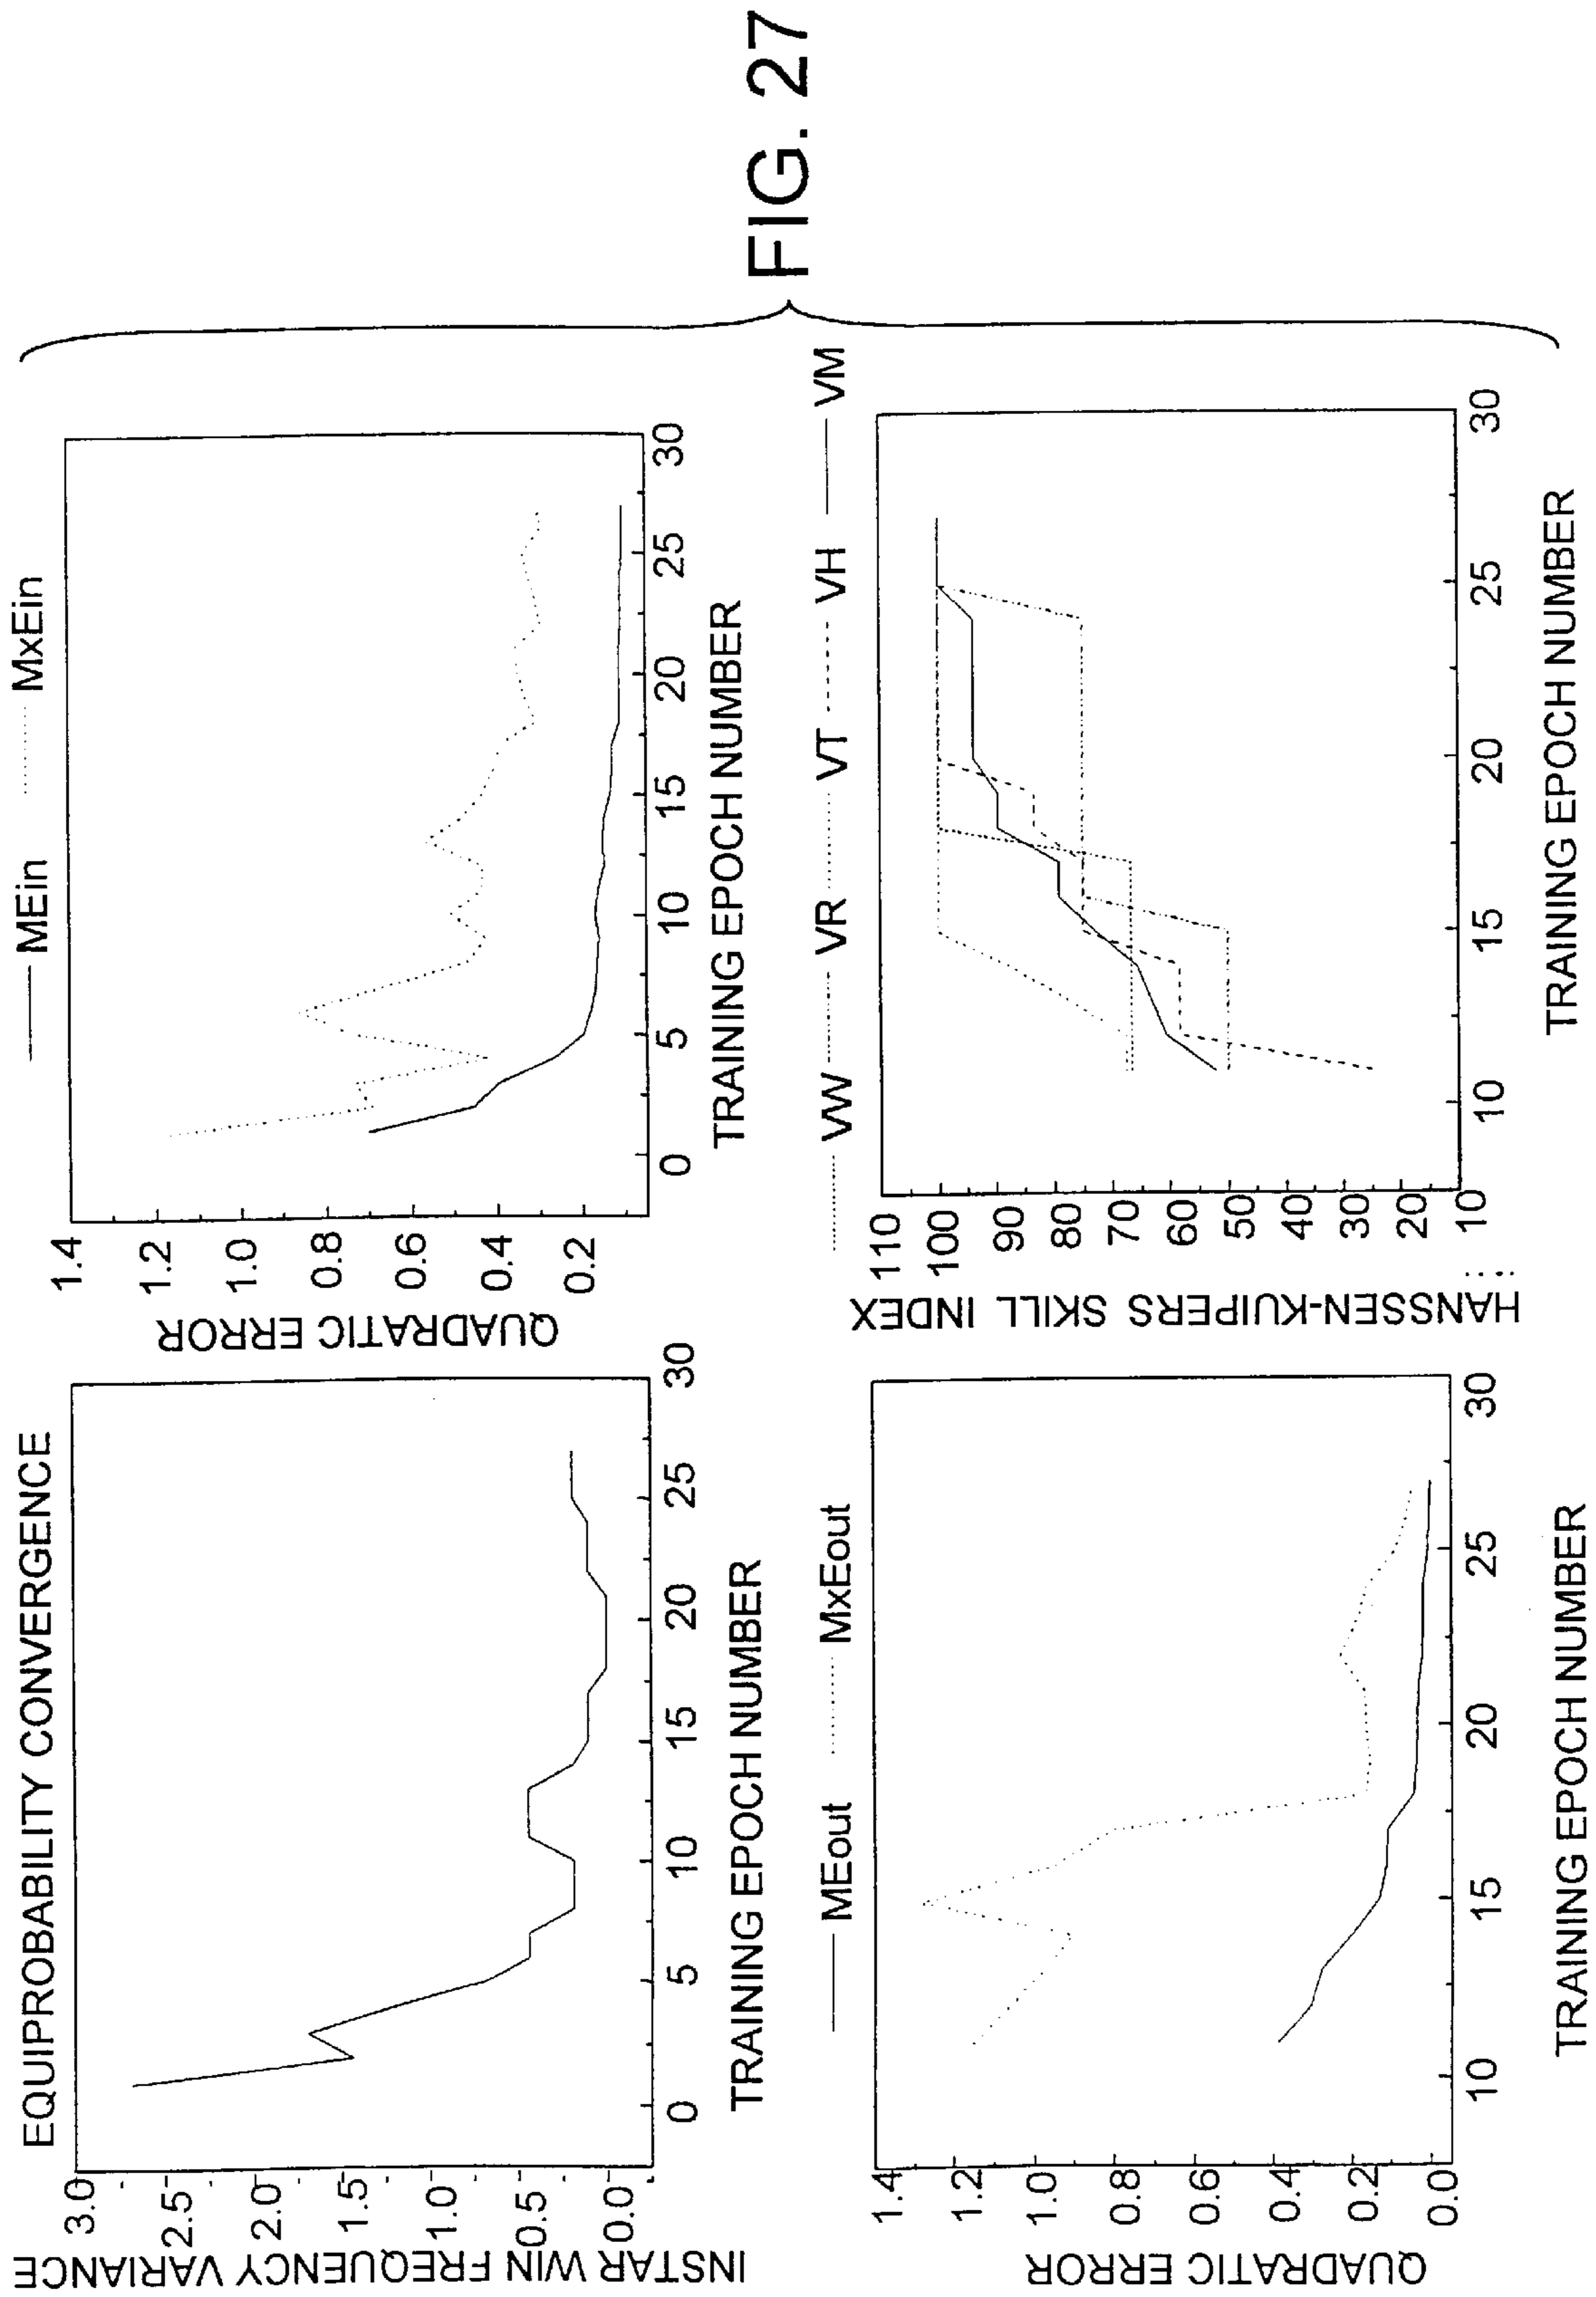 EQUIPROBABILITY CONVERGENCE
INSTAR WIN FREQUENCY VARIANCE
3.0
2.5
2.0
1.5
1.0
0.5
0.0
0 5 10 15 20 25 30
TRAINING EPOCH NUMBER
MEin MxEin
QUADRATIC ERROR
1.4
1.2
1.0
0.8
0.6
0.4
0.2
0 5 10 15 20 25 30
TRAINING EPOCH NUMBER
MEout MxEout
QUADRATIC ERROR
1.4
1.2
1.0
0.8
0.6
0.4
0.2
0.0
10 15 20 25 30
TRAINING EPOCH NUMBER
VW VR VT VH VM
HANSSEN-KUIPERS SKILL INDEX
110
100
90
80
70
60
50
40
30
20
10
10 15 20 25 30
TRAINING EPOCH NUMBER
FIG. 27